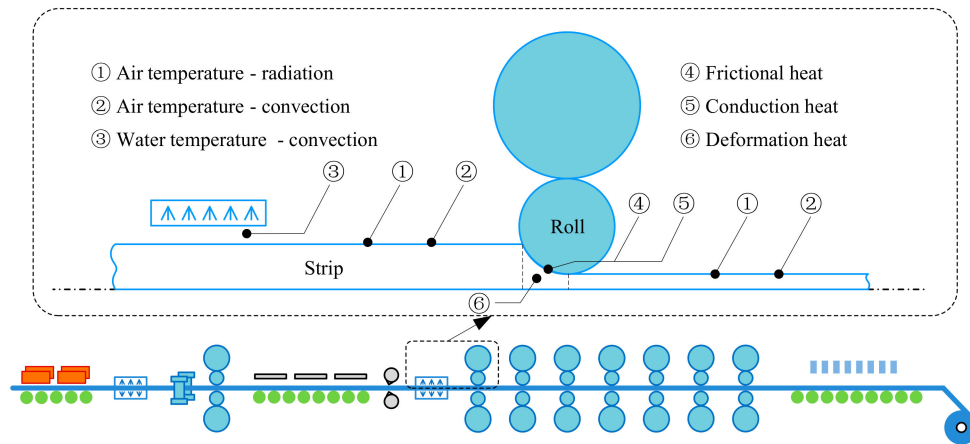 ① Air temperature - radiation
② Air temperature - convection
③ Water temperature - convection
④ Frictional heat
⑤ Conduction heat
⑥ Deformation heat
③ ① ②
④ ⑤ ① ②
Roll
Strip
⑥